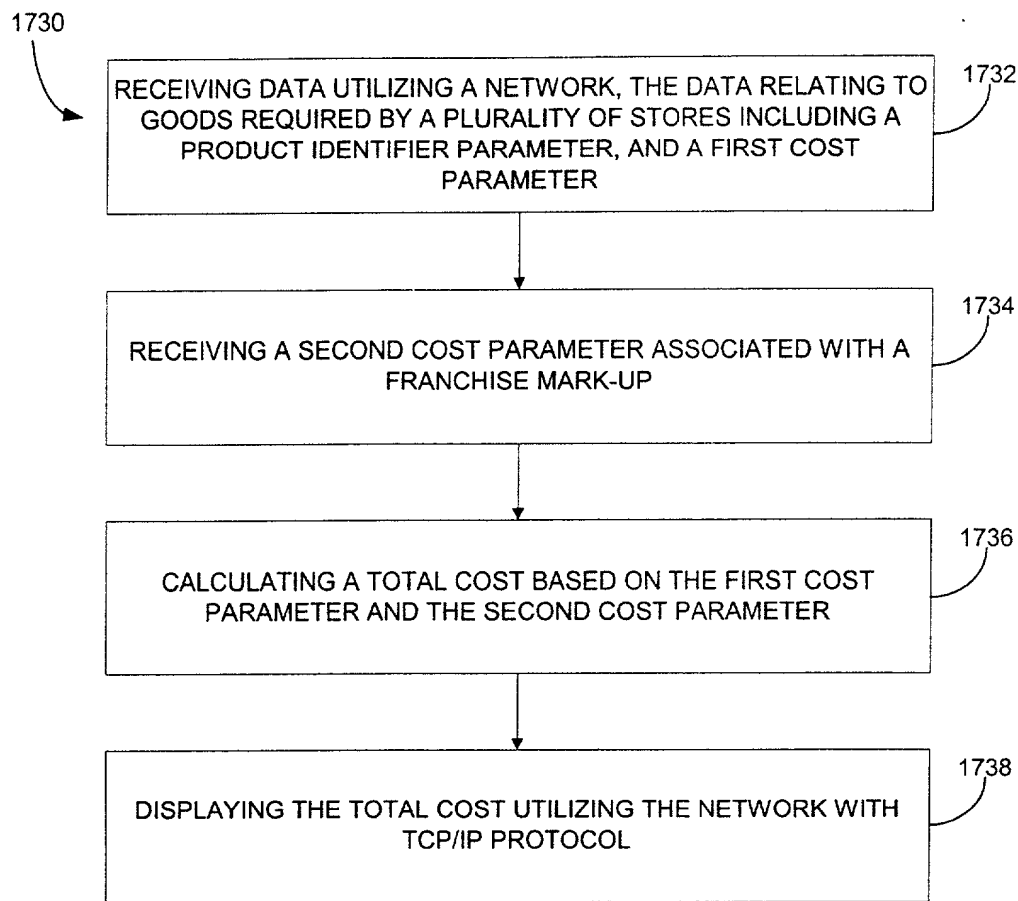 1730
1732
RECEIVING DATA UTILIZING A NETWORK, THE DATA RELATING TO
GOODS REQUIRED BY A PLURALITY OF STORES INCLUDING A
PRODUCT IDENTIFIER PARAMETER, AND A FIRST COST
PARAMETER
1734
RECEIVING A SECOND COST PARAMETER ASSOCIATED WITH A
FRANCHISE MARK-UP
1736
CALCULATING A TOTAL COST BASED ON THE FIRST COST
PARAMETER AND THE SECOND COST PARAMETER
1738
DISPLAYING THE TOTAL COST UTILIZING THE NETWORK WITH
TCP/IP PROTOCOL